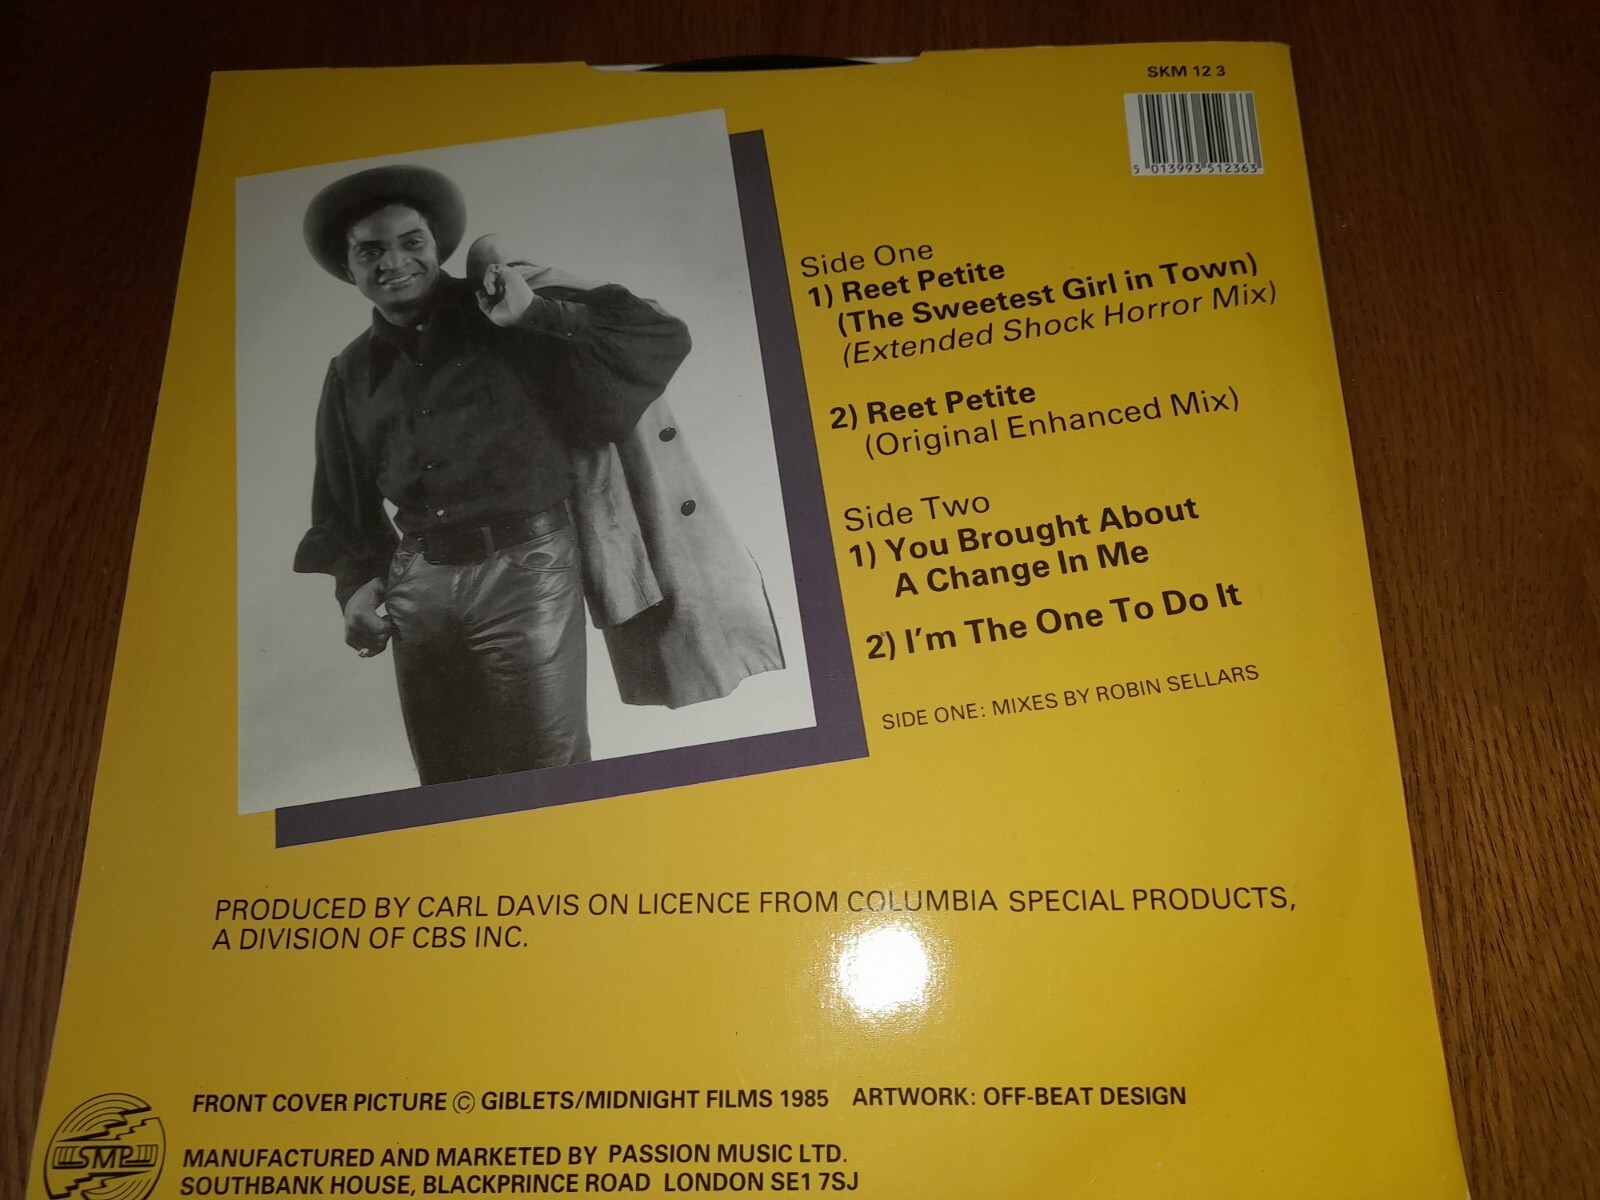 SKM 12 3
5 013993 512363
Side One
1) Reet Petite
(The Sweetest Girl in Town)
(Extended Shock Horror Mix)
2) Reet Petite
(Original Enhanced Mix)
Side Two
1) You Brought About
A Change In Me
2) I'm The One To Do It
SIDE ONE: MIXES BY ROBIN SELLARS
PRODUCED BY CARL DAVIS ON LICENCE FROM COLUMBIA SPECIAL PRODUCTS,
A DIVISION OF CBS INC.
FRONT COVER PICTURE © GIBLETS/MIDNIGHT FILMS 1985 ARTWORK: OFF-BEAT DESIGN
SMP
MANUFACTURED AND MARKETED BY PASSION MUSIC LTD.
SOUTHBANK HOUSE, BLACKPRINCE ROAD LONDON SE1 7SJ